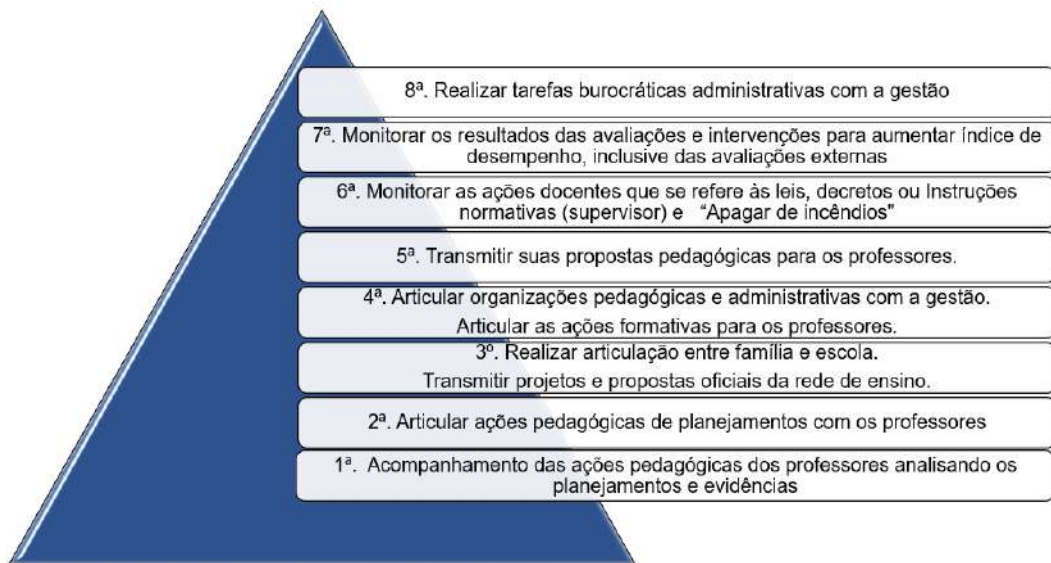 8ª. Realizar tarefas burocráticas administrativas com a gestão
7ª. Monitorar os resultados das avaliações e intervenções para aumentar índice de
desempenho, inclusive das avaliações externas
6ª. Monitorar as ações docentes que se refere às leis, decretos ou Instruções
normativas (supervisor) e “Apagar de incêndios”
5ª. Transmitir suas propostas pedagógicas para os professores.
4ª. Articular organizações pedagógicas e administrativas com a gestão.
Articular as ações formativas para os professores.
3º. Realizar articulação entre família e escola.
Transmitir projetos e propostas oficiais da rede de ensino.
2ª. Articular ações pedagógicas de planejamentos com os professores
1ª. Acompanhamento das ações pedagógicas dos professores analisando os
planejamentos e evidências